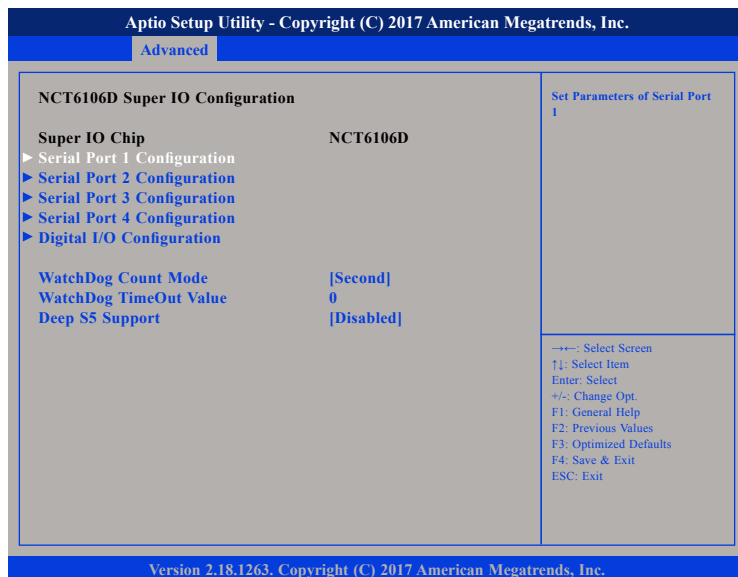 Aptio Setup Utility - Copyright (C) 2017 American Megatrends, Inc.
Advanced
NCT6106D Super IO Configuration
Super IO Chip NCT6106D
► Serial Port 1 Configuration
► Serial Port 2 Configuration
► Serial Port 3 Configuration
► Serial Port 4 Configuration
► Digital I/O Configuration
WatchDog Count Mode [Second]
WatchDog TimeOut Value 0
Deep S5 Support [Disabled]
Set Parameters of Serial Port
1
→←: Select Screen
↑↓: Select Item
Enter: Select
+/-: Change Opt.
F1: General Help
F2: Previous Values
F3: Optimized Defaults
F4: Save & Exit
ESC: Exit
Version 2.18.1263. Copyright (C) 2017 American Megatrends, Inc.